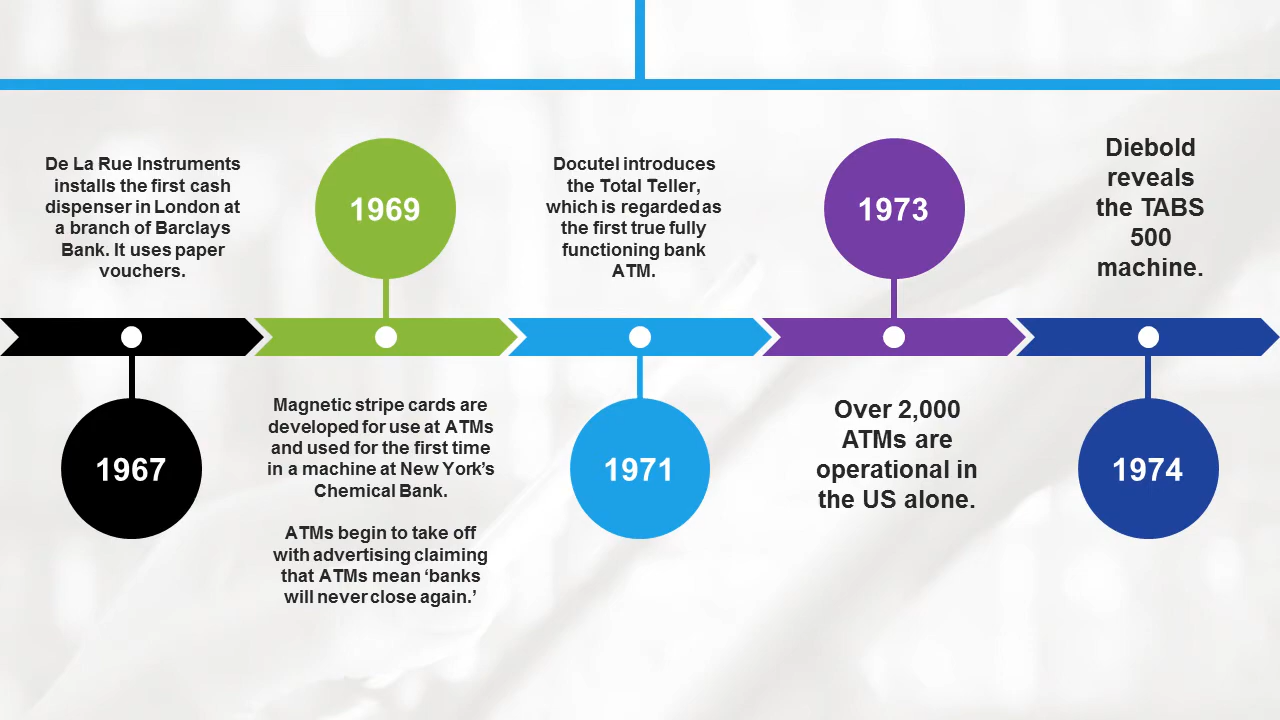 De La Rue Instruments
installs the first cash
dispenser in London at
a branch of Barclays
Bank. It uses paper
vouchers.
1967
1969
Magnetic stripe cards are
developed for use at ATMs
and used for the first time
in a machine at New York’s
Chemical Bank.
ATMs begin to take off
with advertising claiming
that ATMs mean ‘banks
will never close again.’
Docutel introduces
the Total Teller,
which is regarded as
the first true fully
functioning bank
ATM.
1971
1973
Over 2,000
ATMs are
operational in
the US alone.
Diebold
reveals
the TABS
500
machine.
1974